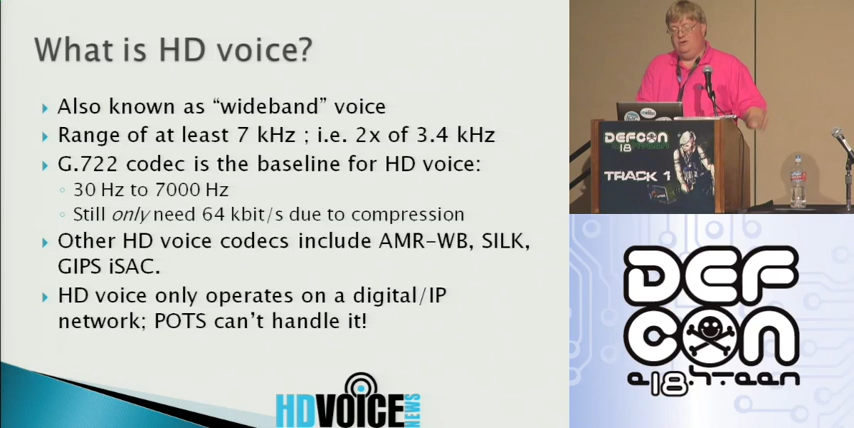 What is HD voice?
Also known as “wideband” voice
Range of at least 7 kHz ; i.e. 2x of 3.4 kHz
G.722 codec is the baseline for HD voice:
30 Hz to 7000 Hz
Still only need 64 kbit/s due to compression
Other HD voice codecs include AMR-WB, SILK,
GIPS iSAC.
HD voice only operates on a digital/IP
network; POTS can’t handle it!
HDVOICE
NEWS
DEFCON
18
TRACK 1
DEF
CON
e.18.h-teen